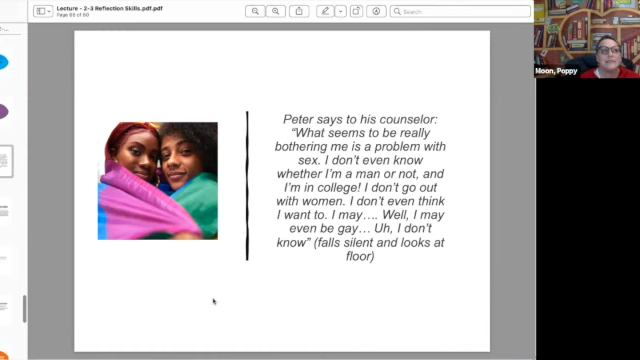 Lecture - 2-3 Reflection Skills.pdf.pdf
Page 60 of 60
Search
Moon, Poppy
Peter says to his counselor:
“What seems to be really
bothering me is a problem with
sex. I don't even know
whether I'm a man or not, and
I'm in college! I don't go out
with women. I don't even think
I want to. I may…. Well, I may
even be gay… Uh, I don't
know” (falls silent and looks at
floor)